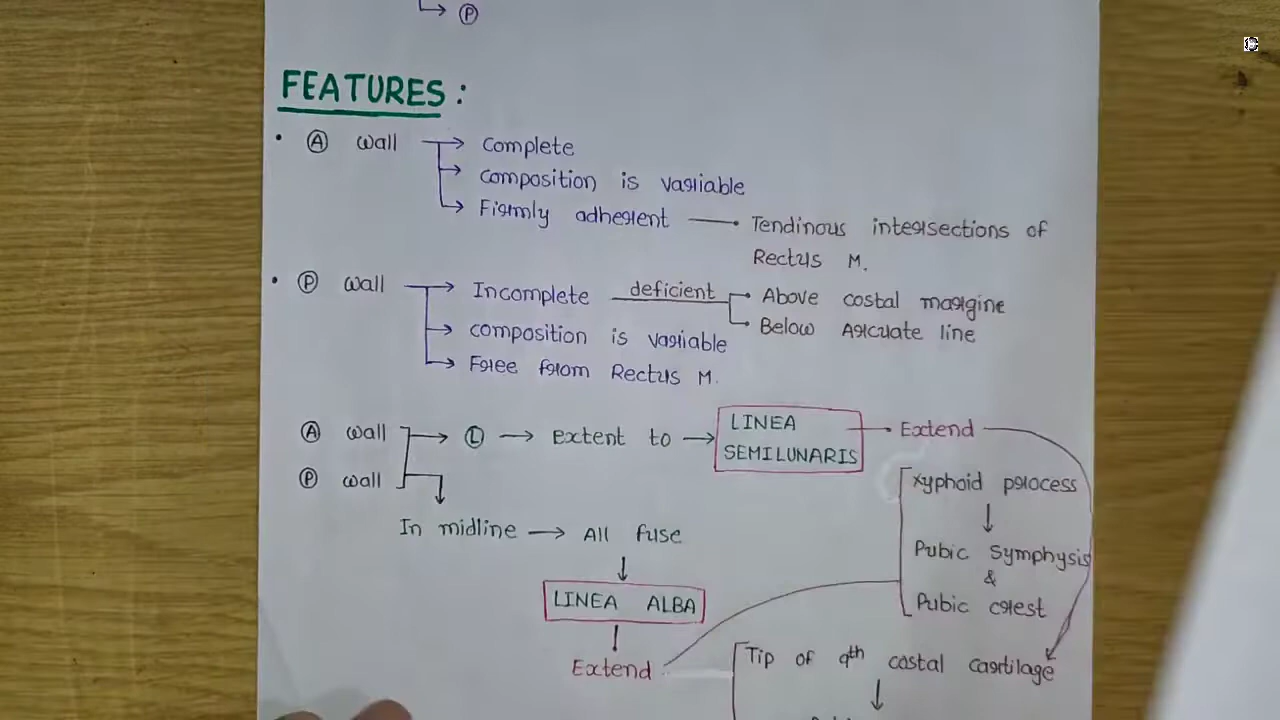 Ⓟ
FEATURES :
• Ⓐ wall → Complete
→ composition is variable
→ Firmly adherent — Tendinous intersections of
Rectus M.
• Ⓟ wall → Incomplete deficient Above costal margine
Below Arcuate line
→ composition is variable
→ Free from Rectus M.
Ⓐ wall → Ⓛ → extent to → LINEA SEMILUNARIS → Extend
Ⓟ wall
xyphoid process
↓
Pubic Symphysis
&
Pubic crest
In midline → All fuse
↓
LINEA ALBA
Extend
Tip of 9th costal cartilage
↓